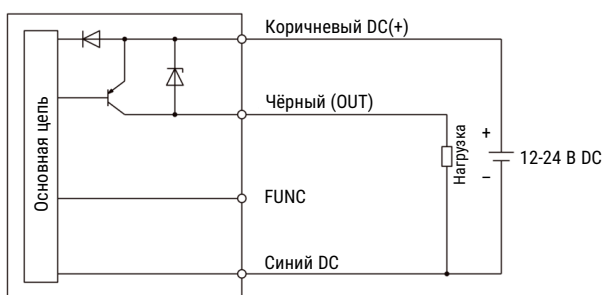 Коричневый DC(+)
Основная цепь
Чёрный (OUT)
Нагрузка
+
12-24 В DC
−
FUNC
Синий DC